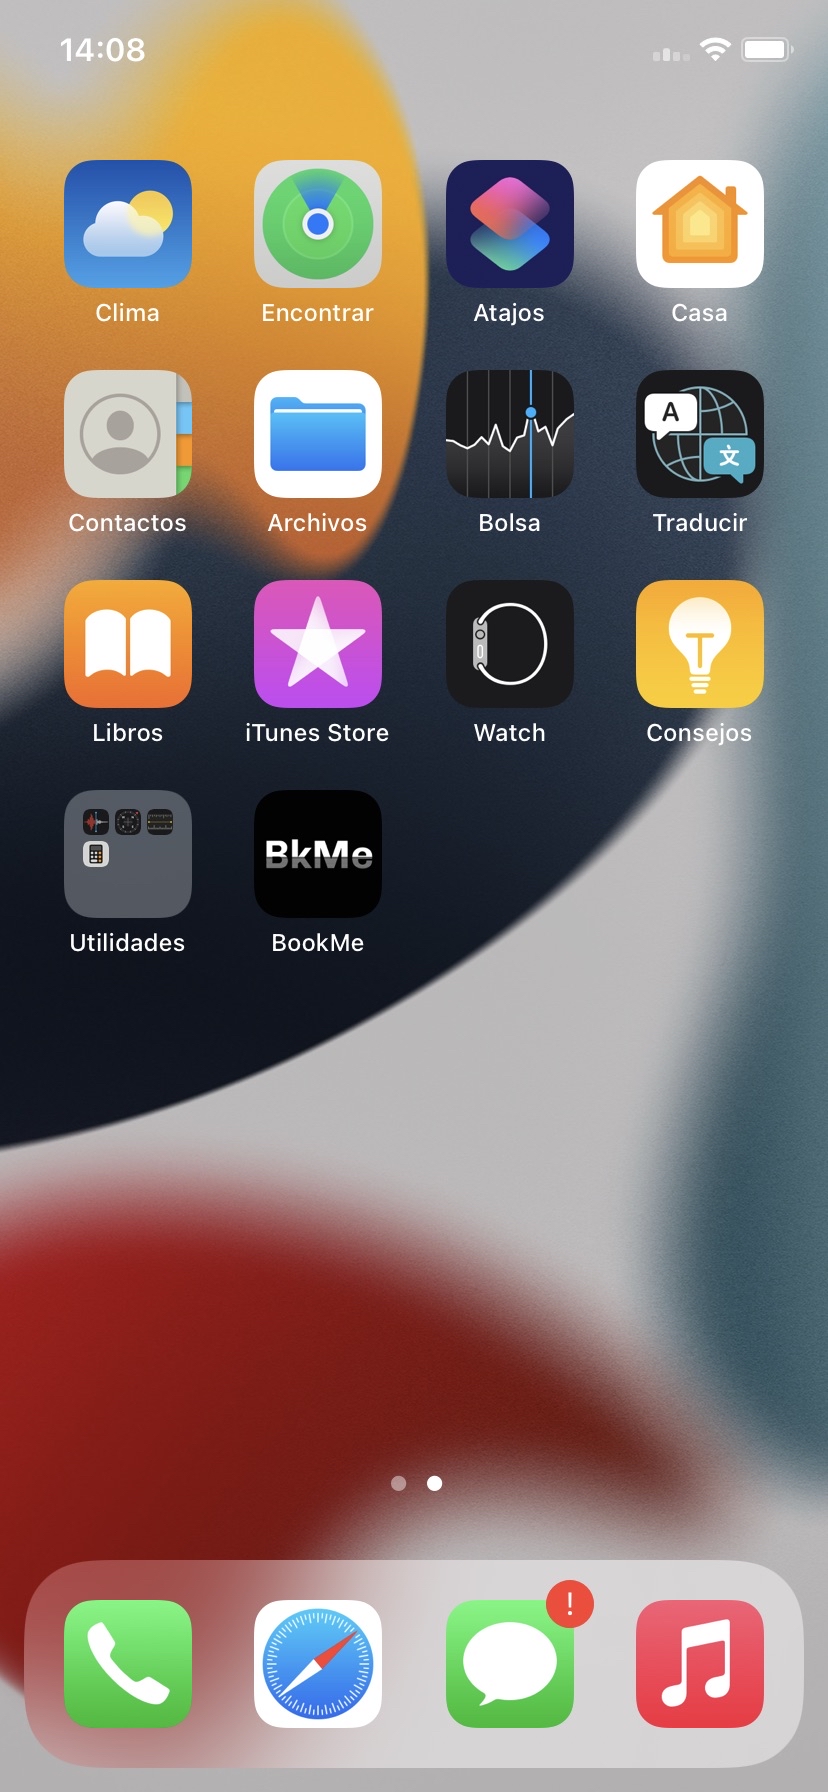 14:08
Clima
Encontrar
Atajos
Casa
A
文
Contactos
Archivos
Bolsa
Traducir
Libros
iTunes Store
Watch
Consejos
BkMe
Utilidades
BookMe
!